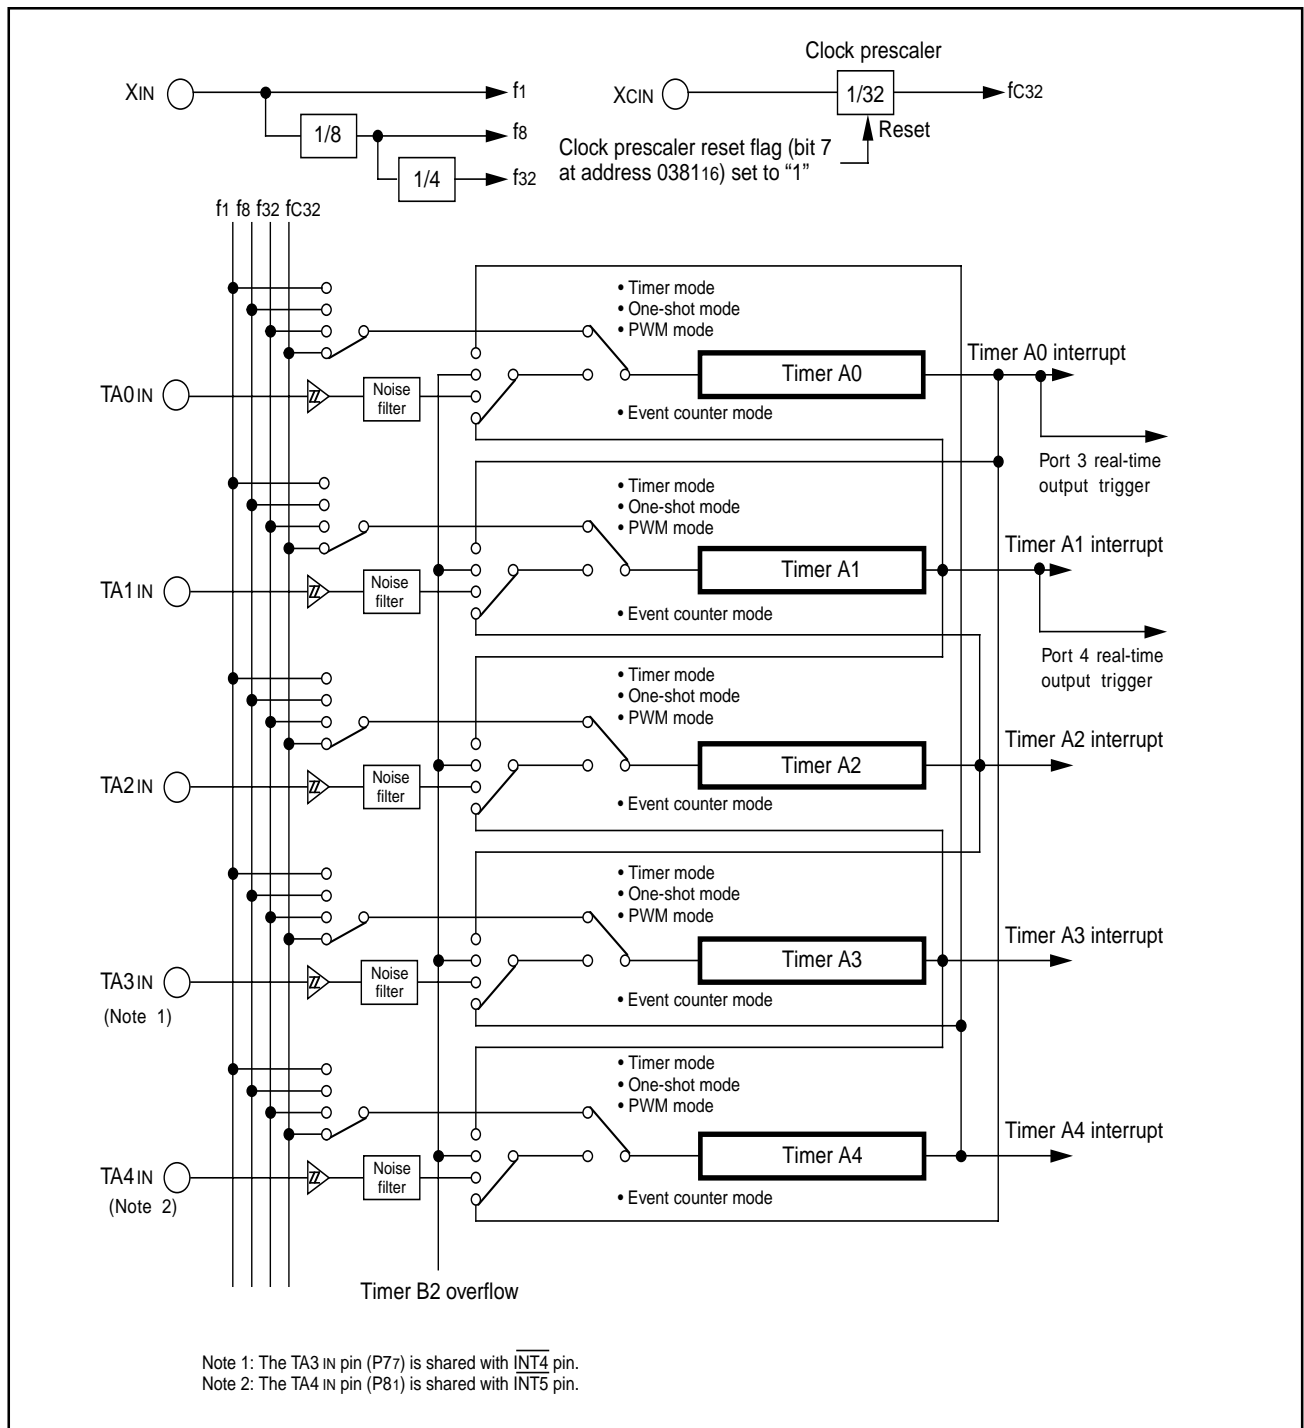 Clock prescaler
XIN
f1
XCIN
1/32
fC32
1/8
f8
Reset
Clock prescaler reset flag (bit 7
at address 038116) set to “1”
1/4
f32
f1 f8 f32 fC32
• Timer mode
• One-shot mode
• PWM mode
Timer A0 interrupt
TA0 IN
Noise
filter
Timer A0
• Event counter mode
Port 3 real-time
output trigger
• Timer mode
• One-shot mode
• PWM mode
Timer A1 interrupt
TA1 IN
Noise
filter
Timer A1
• Event counter mode
Port 4 real-time
output trigger
• Timer mode
• One-shot mode
• PWM mode
Timer A2 interrupt
TA2 IN
Noise
filter
Timer A2
• Event counter mode
• Timer mode
• One-shot mode
• PWM mode
Timer A3 interrupt
TA3 IN
(Note 1)
Noise
filter
Timer A3
• Event counter mode
• Timer mode
• One-shot mode
• PWM mode
Timer A4 interrupt
TA4 IN
(Note 2)
Noise
filter
Timer A4
• Event counter mode
Timer B2 overflow
Note 1: The TA3 IN pin (P77) is shared with INT4 pin.
Note 2: The TA4 IN pin (P81) is shared with INT5 pin.